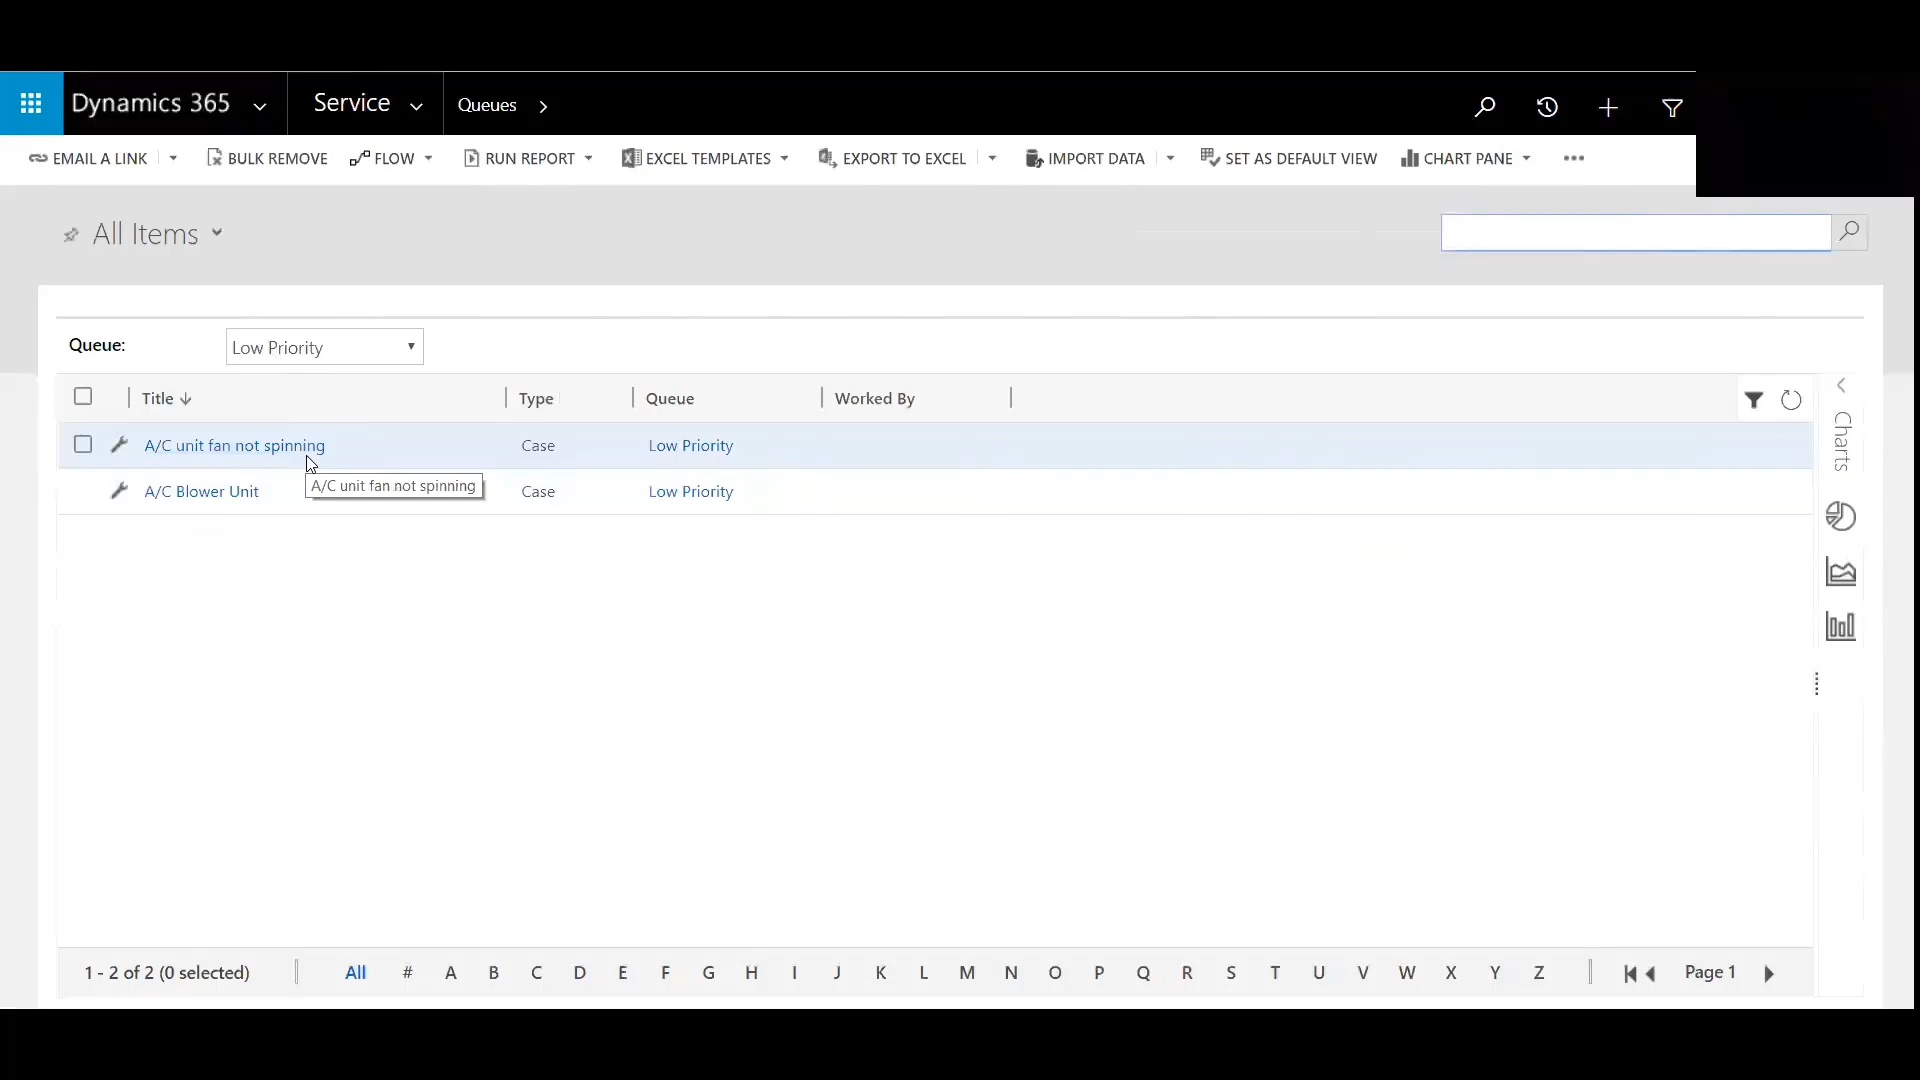 Dynamics 365 Service Queues
EMAIL A LINK BULK REMOVE FLOW RUN REPORT EXCEL TEMPLATES EXPORT TO EXCEL IMPORT DATA SET AS DEFAULT VIEW CHART PANE
All Items
Queue: Low Priority
Title Type Queue Worked By
A/C unit fan not spinning Case Low Priority
A/C unit fan not spinning
A/C Blower Unit Case Low Priority
Charts
1 - 2 of 2 (0 selected) All # A B C D E F G H I J K L M N O P Q R S T U V W X Y Z Page 1